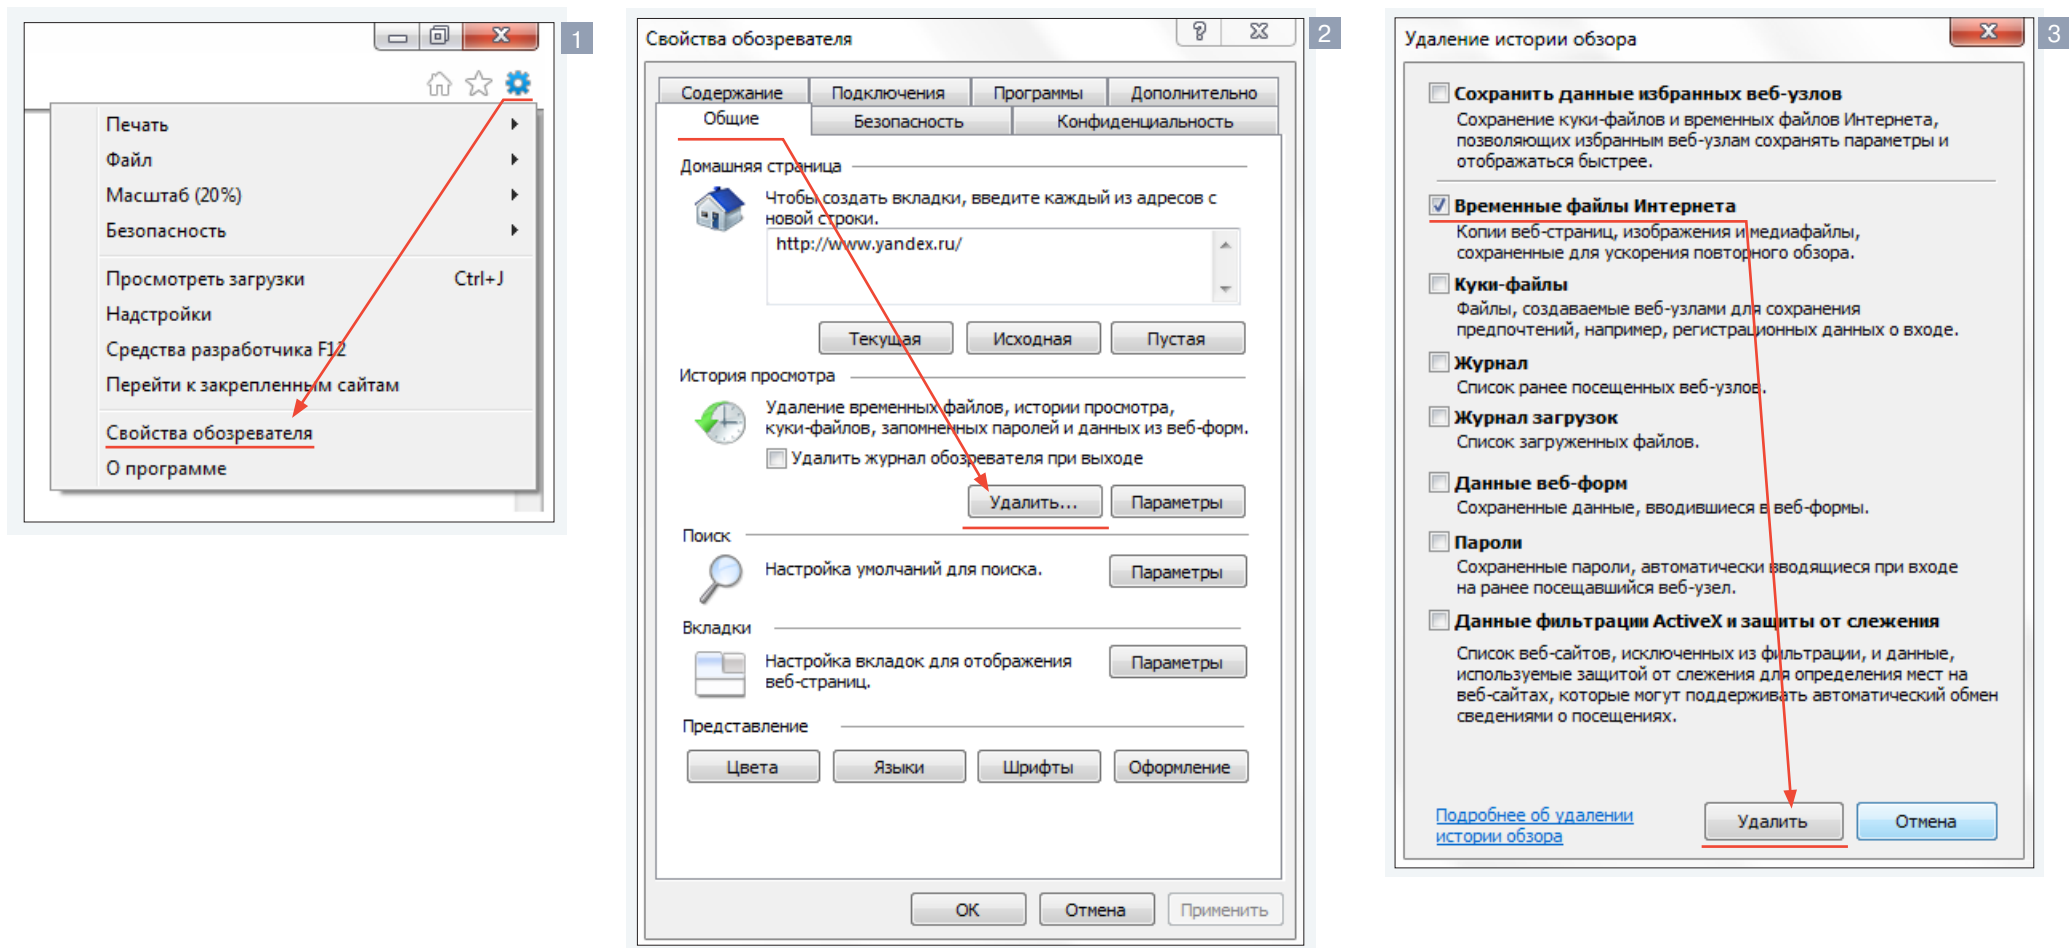 1
Печать
Файл
Масштаб (20%)
Безопасность
Просмотреть загрузки Ctrl+J
Надстройки
Средства разработчика F12
Перейти к закрепленным сайтам
Свойства обозревателя
О программе
2
Свойства обозревателя
Содержание Подключения Программы Дополнительно
Общие Безопасность Конфиденциальность
Домашняя страница
Чтобы создать вкладки, введите каждый из адресов с
новой строки.
http://www.yandex.ru/
Текущая Исходная Пустая
История просмотра
Удаление временных файлов, истории просмотра,
куки-файлов, запомненных паролей и данных из веб-форм.
Удалить журнал обозревателя при выходе
Удалить... Параметры
Поиск
Настройка умолчаний для поиска. Параметры
Вкладки
Настройка вкладок для отображения
веб-страниц.
Параметры
Представление
Цвета Языки Шрифты Оформление
ОК Отмена Применить
3
Удаление истории обзора
Сохранить данные избранных веб-узлов
Сохранение куки-файлов и временных файлов Интернета,
позволяющих избранным веб-узлам сохранять параметры и
отображаться быстрее.
Временные файлы Интернета
Копии веб-страниц, изображения и медиафайлы,
сохраненные для ускорения повторного обзора.
Куки-файлы
Файлы, создаваемые веб-узлами для сохранения
предпочтений, например, регистрационных данных о входе.
Журнал
Список ранее посещенных веб-узлов.
Журнал загрузок
Список загруженных файлов.
Данные веб-форм
Сохраненные данные, вводившиеся в веб-формы.
Пароли
Сохраненные пароли, автоматически вводящиеся при входе
на ранее посещавшийся веб-узел.
Данные фильтрации ActiveX и защиты от слежения
Список веб-сайтов, исключенных из фильтрации, и данные,
используемые защитой от слежения для определения мест на
веб-сайтах, которые могут поддерживать автоматический обмен
сведениями о посещениях.
Подробнее об удалении
истории обзора
Удалить Отмена